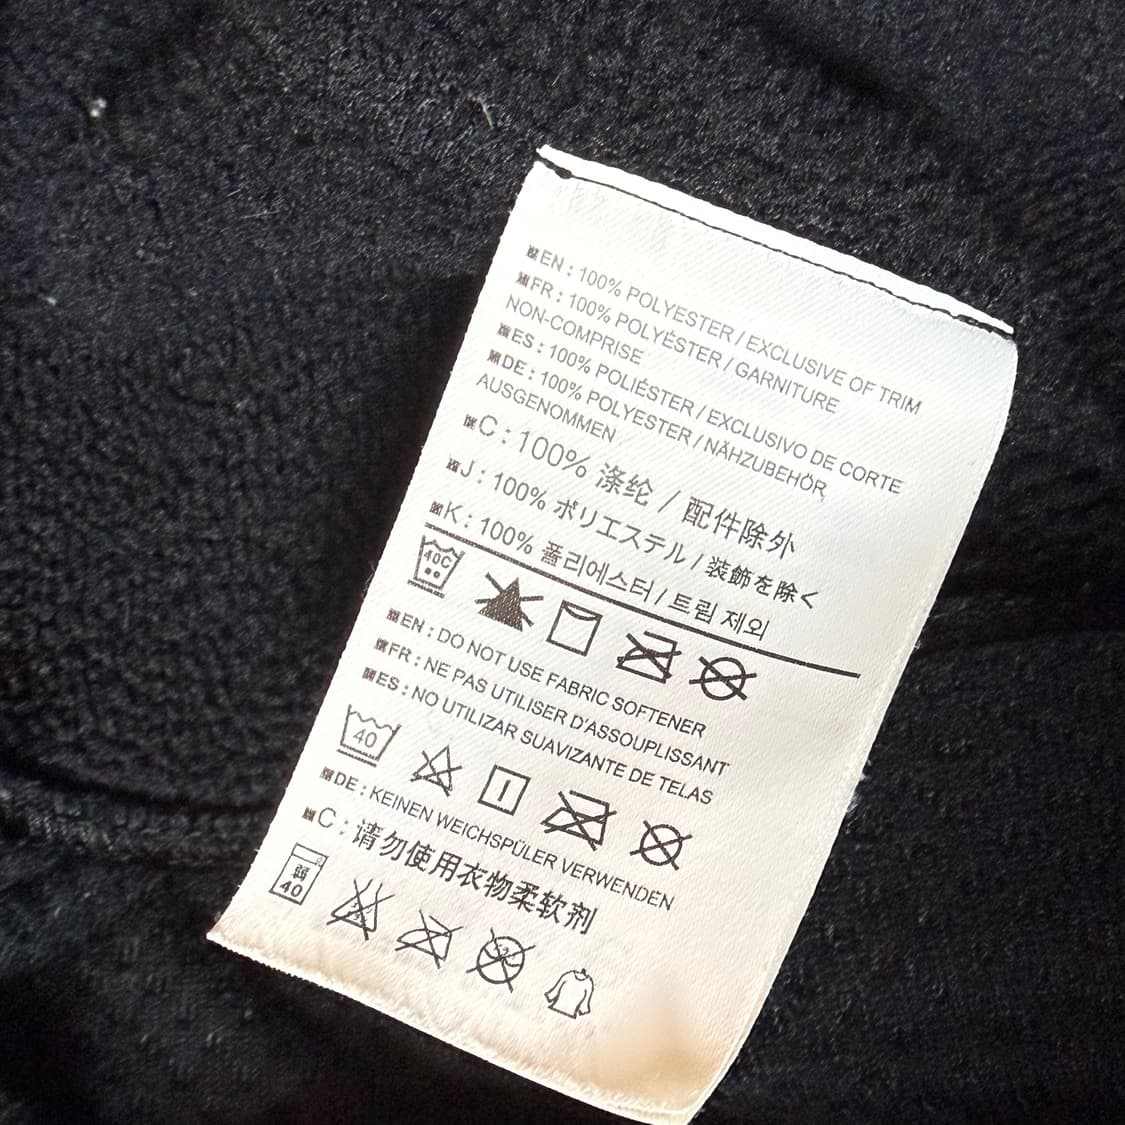 EN : 100% POLYESTER / EXCLUSIVE OF TRIM
FR : 100% POLYÉSTER / GARNITURE
NON-COMPRISE
ES : 100% POLIÉSTER / EXCLUSIVO DE CORTE
DE : 100% POLYESTER / NÄHZUBEHÖR
AUSGENOMMEN
C : 100% 涤纶 / 配件除外
J : 100% ポリエステル / 装飾を除く
K : 100% 폴리에스터 / 트림 제외
40C
EN : DO NOT USE FABRIC SOFTENER
FR : NE PAS UTILISER D'ASSOUPLISSANT
ES : NO UTILIZAR SUAVIZANTE DE TELAS
40
DE : KEINEN WEICHSPÜLER VERWENDEN
C : 请勿使用衣物柔软剂
弱
40